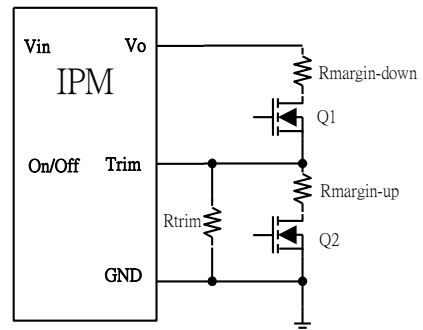 Vin Vo
Rmargin-down
IPM
Q1
On/Off Trim
Rmargin-up
Rtrim
Q2
GND